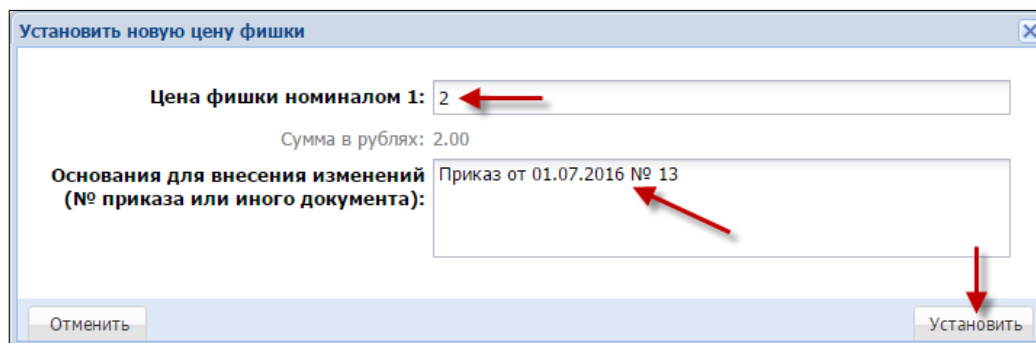 Установить новую цену фишки
Цена фишки номиналом 1: 2
Сумма в рублях: 2.00
Основания для внесения изменений
(№ приказа или иного документа):
Приказ от 01.07.2016 № 13
Отменить
Установить